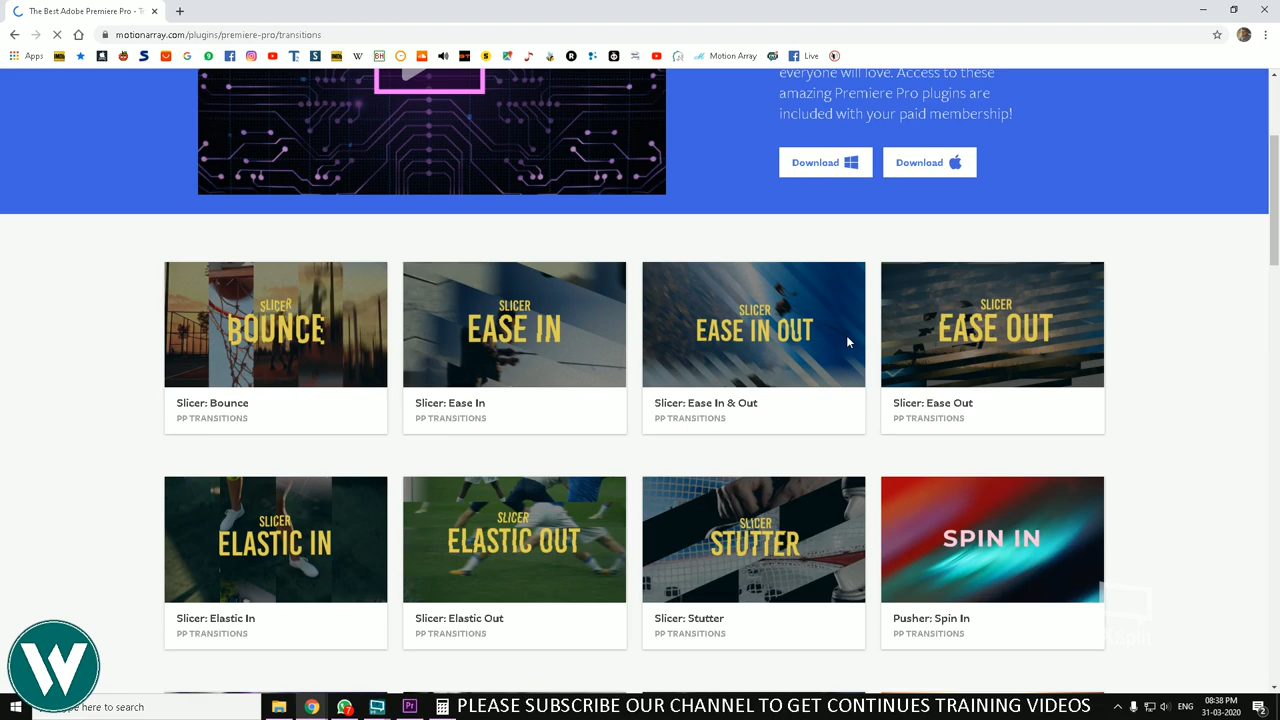 The Best Adobe Premiere Pro - T
motionarray.com/plugins/premiere-pro/transitions
Apps
Motion Array
Live
everyone will love. Access to these
amazing Premiere Pro plugins are
included with your paid membership!
Download
Download
SLICER
BOUNCE
SLICER
EASE IN
SLICER
EASE IN OUT
SLICER
EASE OUT
Slicer: Bounce
PP TRANSITIONS
Slicer: Ease In
PP TRANSITIONS
Slicer: Ease In & Out
PP TRANSITIONS
Slicer: Ease Out
PP TRANSITIONS
SLICER
ELASTIC IN
SLICER
ELASTIC OUT
SLICER
STUTTER
SPIN IN
Slicer: Elastic In
PP TRANSITIONS
Slicer: Elastic Out
PP TRANSITIONS
Slicer: Stutter
PP TRANSITIONS
Pusher: Spin In
PP TRANSITIONS
W
here to search
7
Pr
PLEASE SUBSCRIBE OUR CHANNEL TO GET CONTINUES TRAINING VIDEOS
ENG
08:38 PM
31-03-2020
2